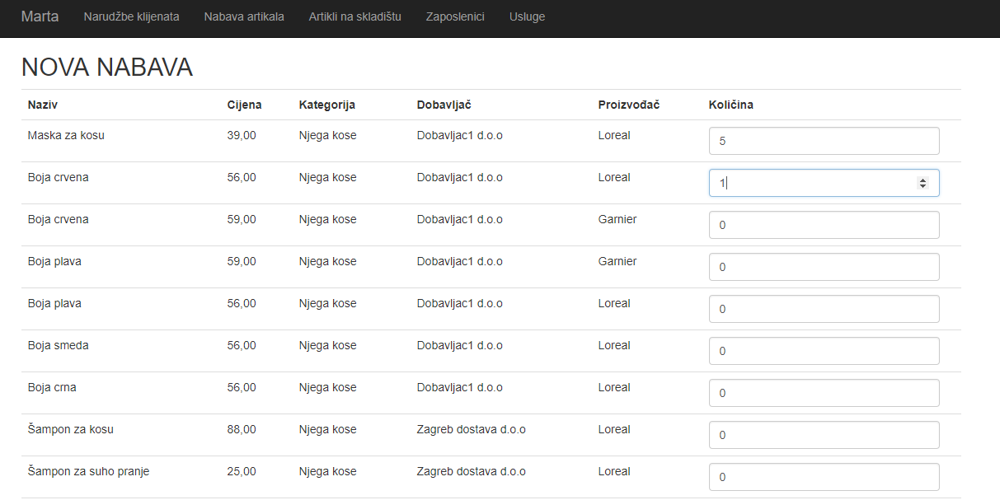 Marta Narudžbe klijenata Nabava artikala Artikli na skladištu Zaposlenici Usluge
NOVA NABAVA
Naziv Cijena Kategorija Dobavljač Proizvođač Količina
Maska za kosu 39,00 Njega kose Dobavljac1 d.o.o Loreal 5
Boja crvena 56,00 Njega kose Dobavljac1 d.o.o Loreal 1
Boja crvena 59,00 Njega kose Dobavljac1 d.o.o Garnier 0
Boja plava 59,00 Njega kose Dobavljac1 d.o.o Garnier 0
Boja plava 56,00 Njega kose Dobavljac1 d.o.o Loreal 0
Boja smeda 56,00 Njega kose Dobavljac1 d.o.o Loreal 0
Boja crna 56,00 Njega kose Dobavljac1 d.o.o Loreal 0
Šampon za kosu 88,00 Njega kose Zagreb dostava d.o.o Loreal 0
Šampon za suho pranje 25,00 Njega kose Zagreb dostava d.o.o Loreal 0